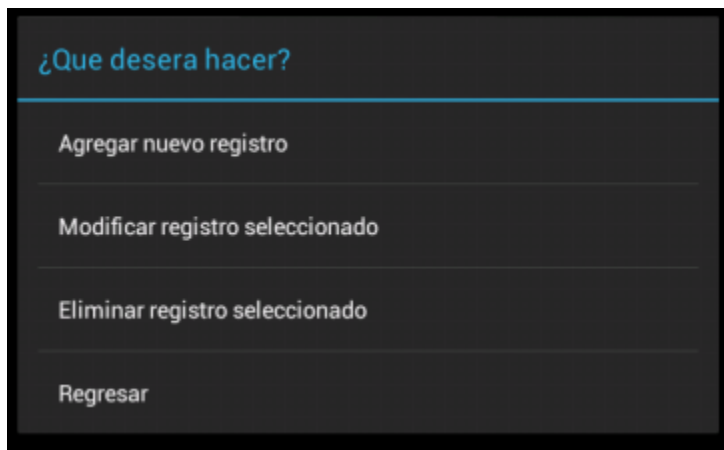 ¿Que desera hacer?
Agregar nuevo registro
Modificar registro seleccionado
Eliminar registro seleccionado
Regresar